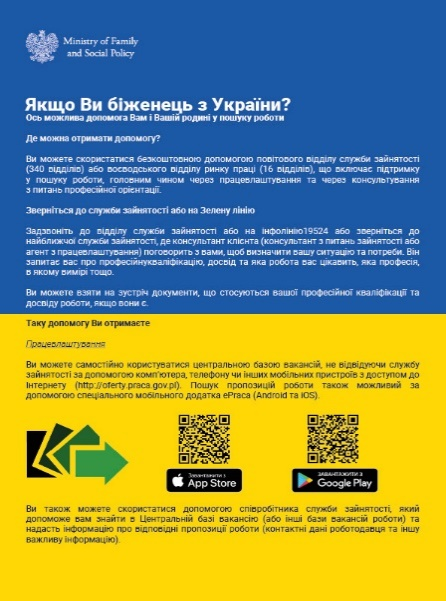 Ministry of Family
and Social Policy
Якщо Ви біженець з України?
Ось можлива допомога Вам і Вашій родині у пошуку роботи
Де можна отримати допомогу?
Ви можете скористатися безкоштовною допомогою повітового відділу служби зайнятості
(340 відділів) або воєводського відділу ринку праці (16 відділів), що включає підтримку
у пошуку роботи, головним чином через працевлаштування та через консультування
з питань професійної орієнтації.
Зверніться до служби зайнятості або на Зелену лінію
Задзвоніть до відділу служби зайнятості або на інфолінію19524 або зверніться до
найближчої служби зайнятості, де консультант клієнта (консультант з питань зайнятості або
агент з працевлаштування) поговорить з вами, щоб визначити вашу ситуацію та потреби. Він
запитає вас про професійнукваліфікацію, досвід та яка робота вас цікавить, яка професія,
в якому вимірі тощо.
Ви можете взяти на зустріч документи, що стосуються вашої професійної кваліфікації та
досвіду роботи, якщо вони є.
Таку допомогу Ви отримаєте
Працевлаштування
Ви можете самостійно користуватися центральною базою вакансій, не відвідуючи службу
зайнятості за допомогою комп'ютера, телефону чи інших мобільних пристроїв з доступом до
Інтернету (http://oferty.praca.gov.pl). Пошук пропозицій роботи також можливий за
допомогою спеціального мобільного додатка ePraca (Android та iOS).
Завантажити з
App Store
ЗАВАНТАЖИТИ З
Google Play
Ви також можете скористатися допомогою співробітника служби зайнятості, який
допоможе вам знайти в Центральній базі вакансію (або інші бази вакансій роботи) та
надасть інформацію про відповідні пропозиції роботи (контактні дані роботодавця та іншу
важливу інформацію).